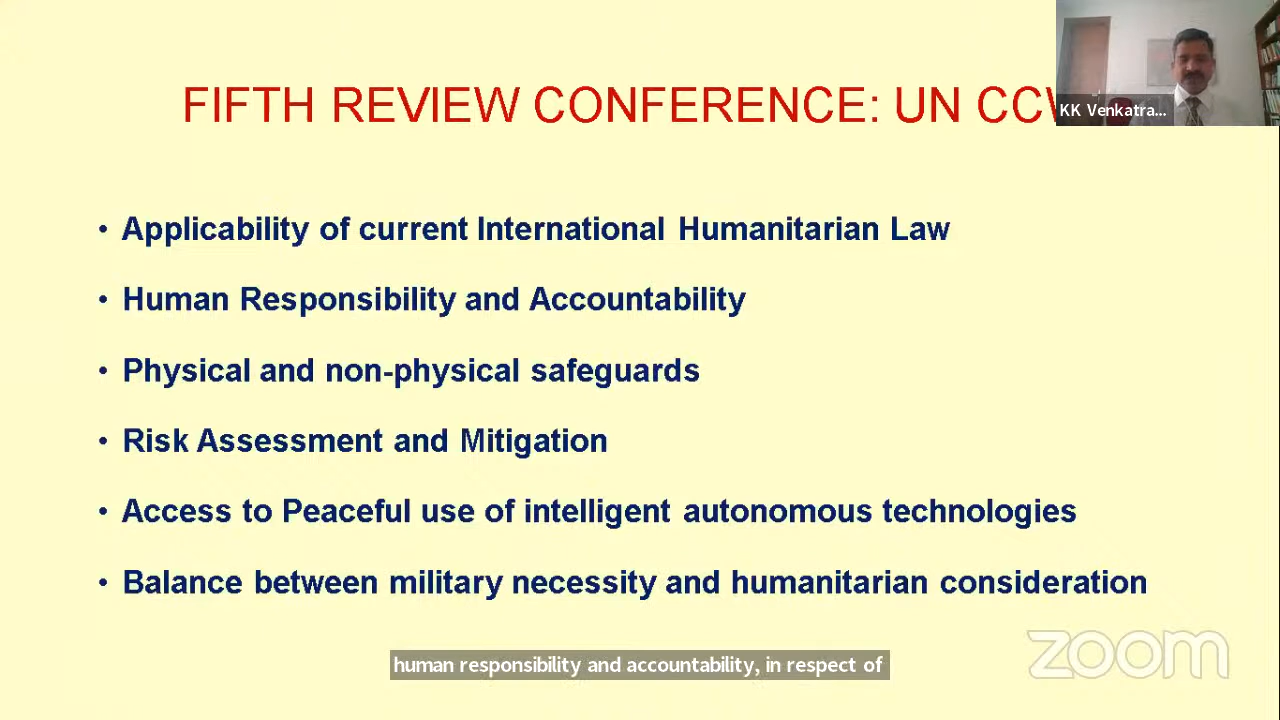 FIFTH REVIEW CONFERENCE: UN CC
KK Venkatra...
• Applicability of current International Humanitarian Law
• Human Responsibility and Accountability
• Physical and non-physical safeguards
• Risk Assessment and Mitigation
• Access to Peaceful use of intelligent autonomous technologies
• Balance between military necessity and humanitarian consideration
zoom
human responsibility and accountability, in respect of